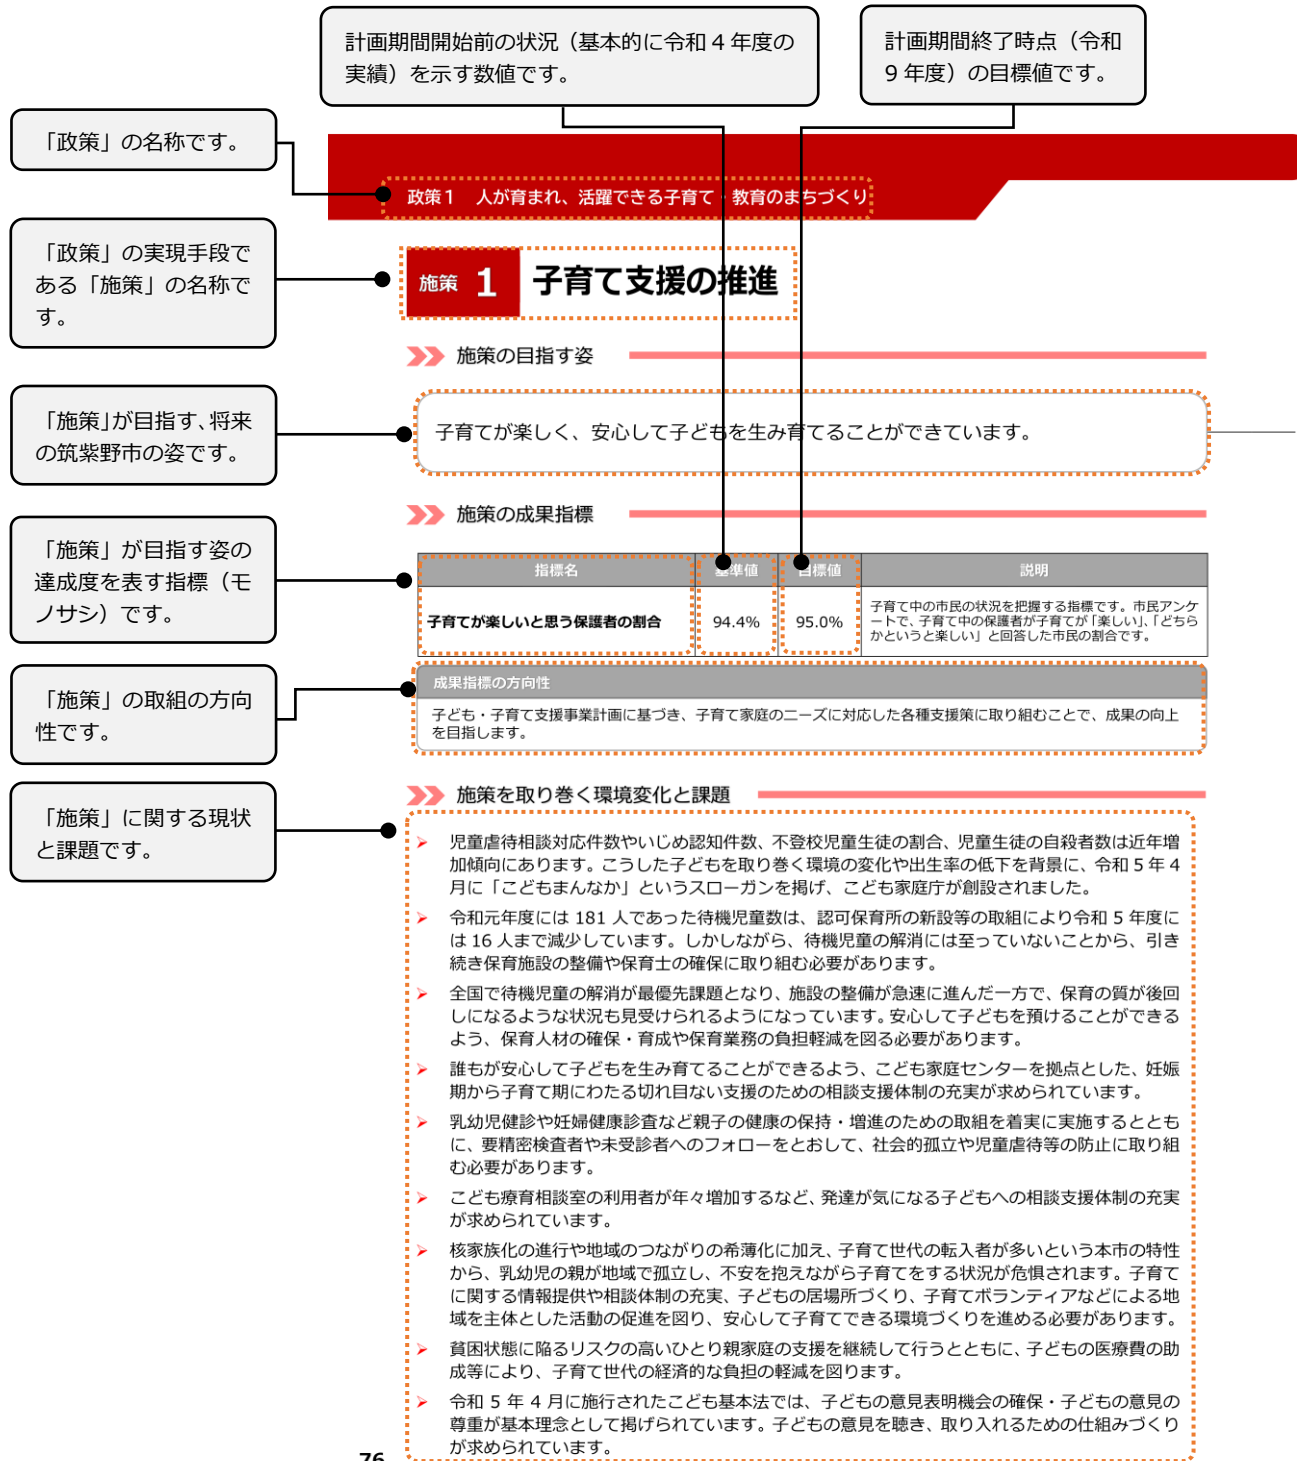 計画期間開始前の状況（基本的に令和４年度の
実績）を示す数値です。
計画期間終了時点（令和
９年度）の目標値です。
「政策」の名称です。
政策１　人が育まれ、活躍できる子育て・教育のまちづくり
「政策」の実現手段で
ある「施策」の名称で
す。
施策 1 子育て支援の推進
施策の目指す姿
「施策」が目指す、将来
の筑紫野市の姿です。
子育てが楽しく、安心して子どもを生み育てることができています。
施策の成果指標
「施策」が目指す姿の
達成度を表す指標（モ
ノサシ）です。
指標名 基準値 目標値 説明
子育てが楽しいと思う保護者の割合 94.4% 95.0%
子育て中の市民の状況を把握する指標です。市民アンケ
ートで、子育て中の保護者が子育てが「楽しい」、「どちら
かというと楽しい」と回答した市民の割合です。
「施策」の取組の方向
性です。
成果指標の方向性
子ども・子育て支援事業計画に基づき、子育て家庭のニーズに対応した各種支援策に取り組むことで、成果の向上
を目指します。
施策を取り巻く環境変化と課題
「施策」に関する現状
と課題です。
児童虐待相談対応件数やいじめ認知件数、不登校児童生徒の割合、児童生徒の自殺者数は近年増
加傾向にあります。こうした子どもを取り巻く環境の変化や出生率の低下を背景に、令和５年４
月に「こどもまんなか」というスローガンを掲げ、こども家庭庁が創設されました。
令和元年度には 181 人であった待機児童数は、認可保育所の新設等の取組により令和 5 年度に
は 16 人まで減少しています。しかしながら、待機児童の解消には至っていないことから、引き
続き保育施設の整備や保育士の確保に取り組む必要があります。
全国で待機児童の解消が最優先課題となり、施設の整備が急速に進んだ一方で、保育の質が後回
しになるような状況も見受けられるようになっています。安心して子どもを預けることができる
よう、保育人材の確保・育成や保育業務の負担軽減を図る必要があります。
誰もが安心して子どもを生み育てることができるよう、こども家庭センターを拠点とした、妊娠
期から子育て期にわたる切れ目ない支援のための相談支援体制の充実が求められています。
乳幼児健診や妊婦健康診査など親子の健康の保持・増進のための取組を着実に実施するととも
に、要精密検査者や未受診者へのフォローをとおして、社会的孤立や児童虐待等の防止に取り組
む必要があります。
こども療育相談室の利用者が年々増加するなど、発達が気になる子どもへの相談支援体制の充実
が求められています。
核家族化の進行や地域のつながりの希薄化に加え、子育て世代の転入者が多いという本市の特性
から、乳幼児の親が地域で孤立し、不安を抱えながら子育てをする状況が危惧されます。子育て
に関する情報提供や相談体制の充実、子どもの居場所づくり、子育てボランティアなどによる地
域を主体とした活動の促進を図り、安心して子育てできる環境づくりを進める必要があります。
貧困状態に陥るリスクの高いひとり親家庭の支援を継続して行うとともに、子どもの医療費の助
成等により、子育て世代の経済的な負担の軽減を図ります。
令和 5 年 4 月に施行されたこども基本法では、子どもの意見表明機会の確保・子どもの意見の
尊重が基本理念として掲げられています。子どもの意見を聴き、取り入れるための仕組みづくり
が求められています。
76